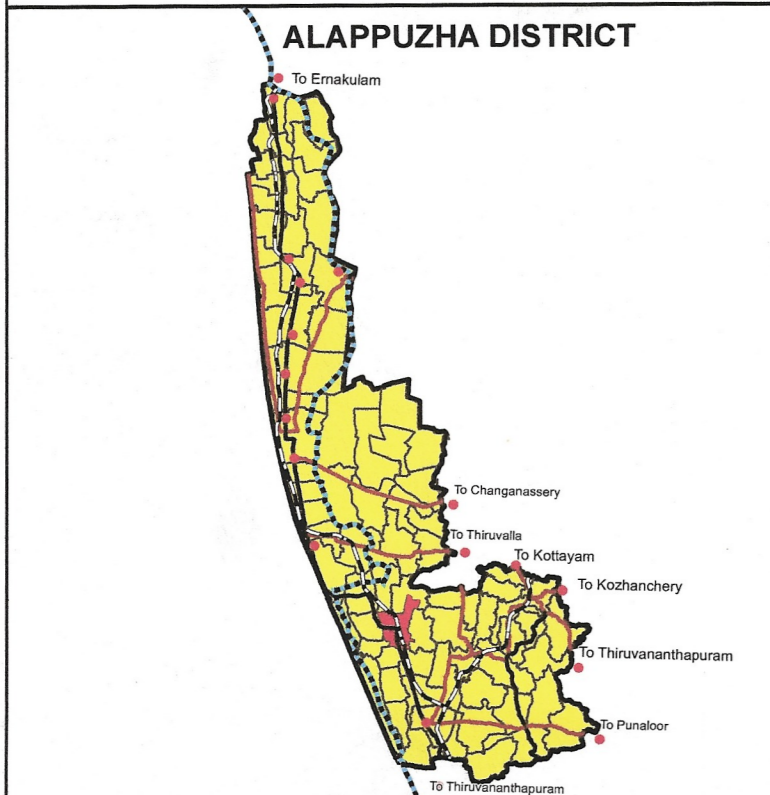 ALAPPUZHA DISTRICT
To Ernakulam
To Changanassery
To Thiruvalla
To Kottayam
To Kozhanchery
To Thiruvananthapuram
To Punaloor
To Thiruvananthapuram